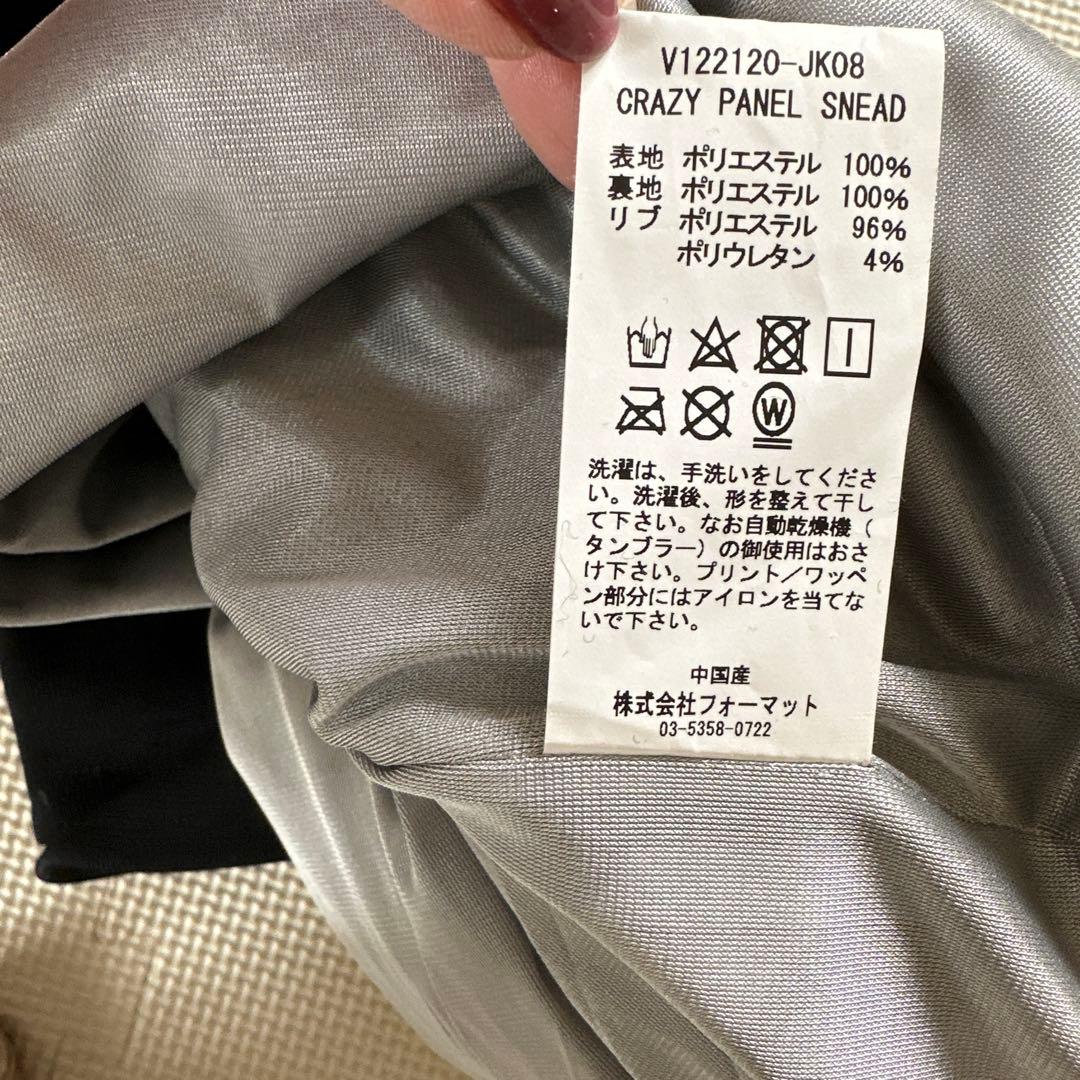 V122120-JK08
CRAZY PANEL SNEAD
表地 ポリエステル 100%
裏地 ポリエステル 100%
リブ ポリエステル 96%
ポリウレタン 4%
W
洗濯は、手洗いをしてくださ
い。洗濯後、形を整えて干し
て下さい。なお自動乾燥機(
タンブラー)の御使用はおさ
け下さい。プリント/ワッペ
ン部分にはアイロンを当てな
いで下さい。
中国産
株式会社フォーマット
03-5358-0722